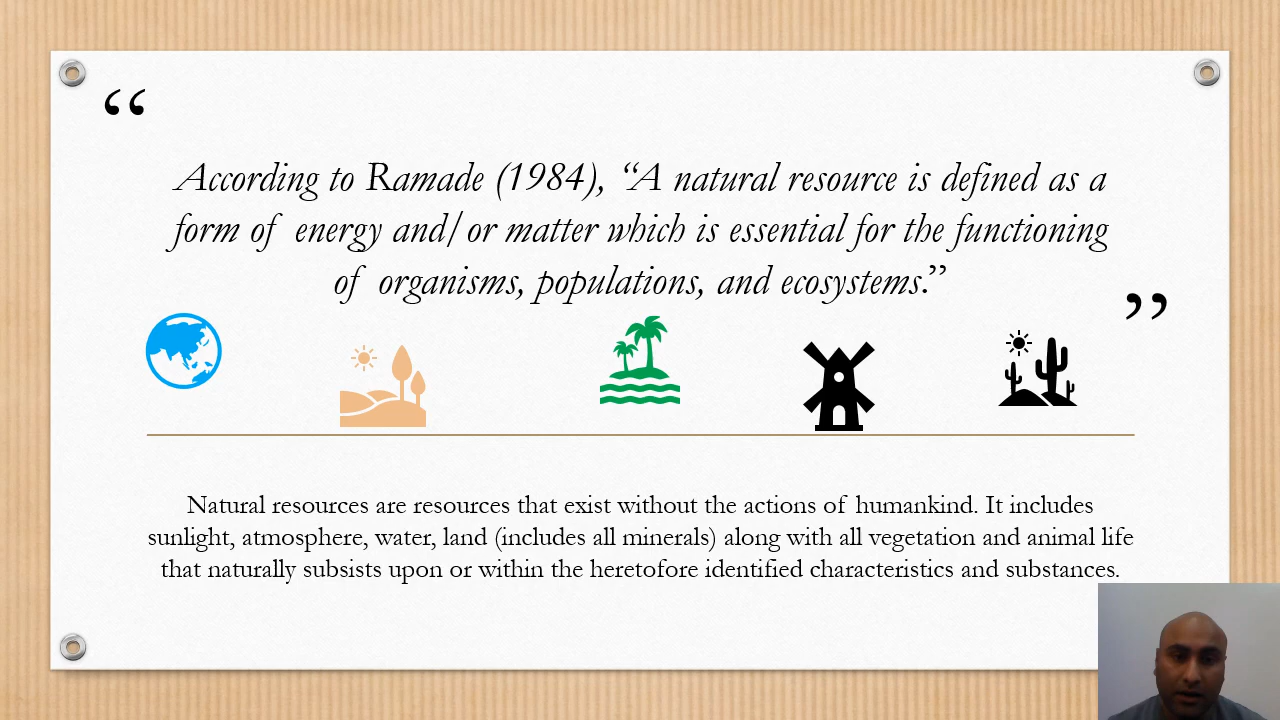 “
According to Ramade (1984), “A natural resource is defined as a
form of energy and/or matter which is essential for the functioning
of organisms, populations, and ecosystems.”
”
Natural resources are resources that exist without the actions of humankind. It includes
sunlight, atmosphere, water, land (includes all minerals) along with all vegetation and animal life
that naturally subsists upon or within the heretofore identified characteristics and substances.